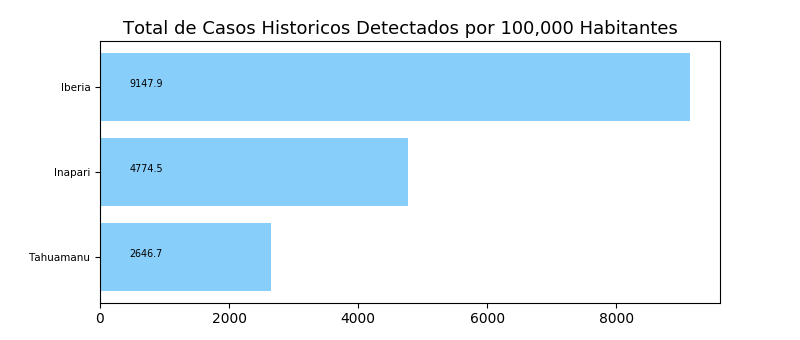 Total de Casos Historicos Detectados por 100,000 Habitantes
Iberia
9147.9
Inapari
4774.5
Tahuamanu
2646.7
0 2000 4000 6000 8000